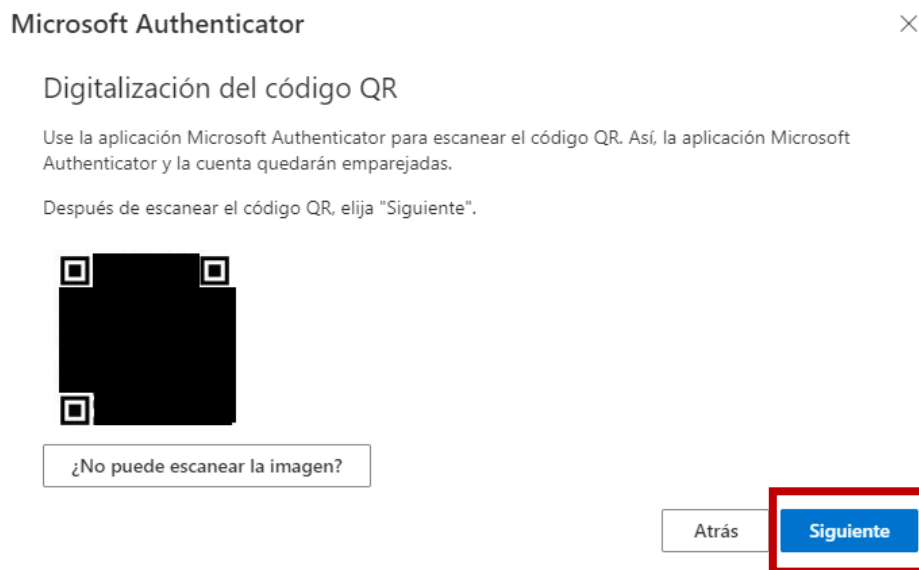 Microsoft Authenticator
Digitalización del código QR
Use la aplicación Microsoft Authenticator para escanear el código QR. Así, la aplicación Microsoft
Authenticator y la cuenta quedarán emparejadas.
Después de escanear el código QR, elija "Siguiente".
¿No puede escanear la imagen?
Atrás
Siguiente